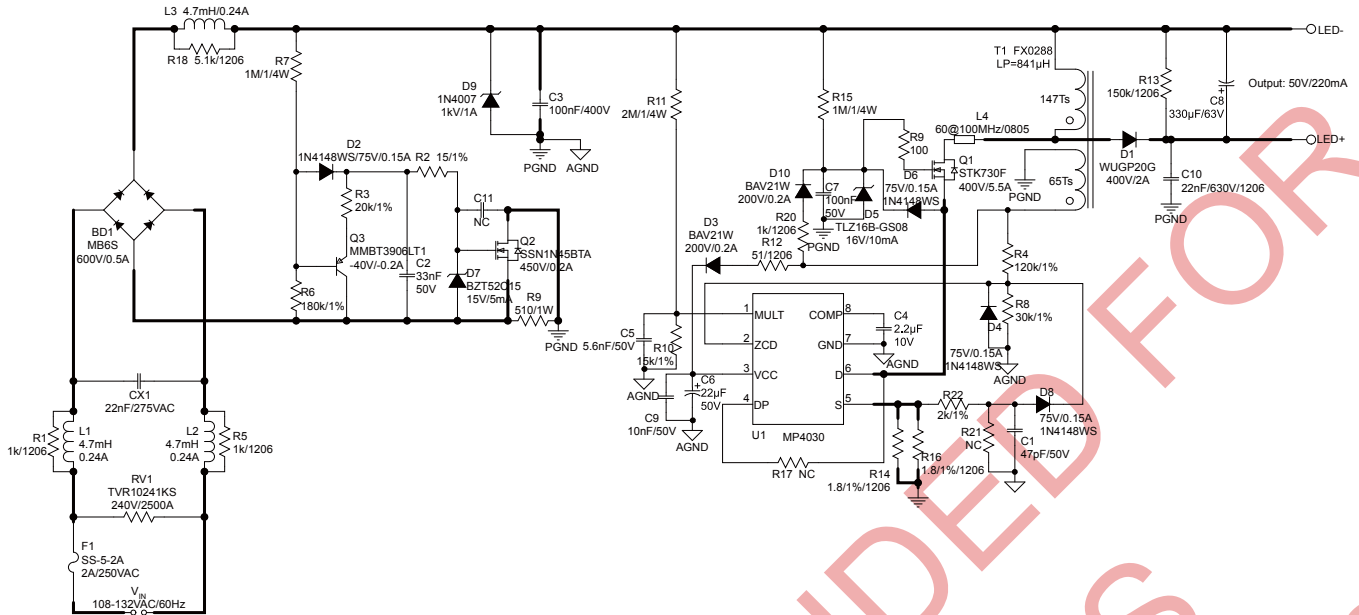 L3 4.7mH/0.24A
R18 5.1k/1206
R7
1M/1/4W
D9
1N4007
1kV/1A
C3
100nF/400V
PGND
AGND
R11
2M/1/4W
R15
1M/1/4W
T1 FX0288
LP=841µH
147Ts
65Ts
PGND
R13
150k/1206
C8
330µF/63V
LED-
Output: 50V/220mA
LED+
L4
60@100MHz/0805
D1
WUGP20G
400V/2A
C10
22nF/630V/1206
PGND
R9
100
Q1
STK730F
400V/5.5A
D6
75V/0.15A
1N4148WS
D10
BAV21W
200V/0.2A
C7
100nF
50V
PGND
D5
TLZ16B-GS08
16V/10mA
R20
1k/1206
R12
51/1206
D3
BAV21W
200V/0.2A
D2
1N4148WS/75V/0.15A
R2 15/1%
R3
20k/1%
C11
NC
Q3
MMBT3906LT1
-40V/-0.2A
C2
33nF
50V
Q2
SSN1N45BTA
450V/0.2A
D7
BZT52C15
15V/5mA
R6
180k/1%
R9
510/1W
PGND
BD1
MB6S
600V/0.5A
R4
120k/1%
R8
30k/1%
D4
75V/0.15A
1N4148WS
AGND
C5
5.6nF/50V
R10
15k/1%
AGND
C6
22µF
50V
C9
10nF/50V
AGND
1 MULT COMP 8
2 ZCD GND 7
3 VCC D 6
4 DP S 5
U1 MP4030
C4
2.2µF
10V
AGND
R17 NC
R14
1.8/1%/1206
R16
1.8/1%/1206
R22
2k/1%
R21
NC
C1
47pF/50V
D8
75V/0.15A
1N4148WS
CX1
22nF/275VAC
R1
1k/1206
L1
4.7mH
0.24A
L2
4.7mH
0.24A
R5
1k/1206
RV1
TVR10241KS
240V/2500A
F1
SS-5-2A
2A/250VAC
VIN
108-132VAC/60Hz
NDED FOR